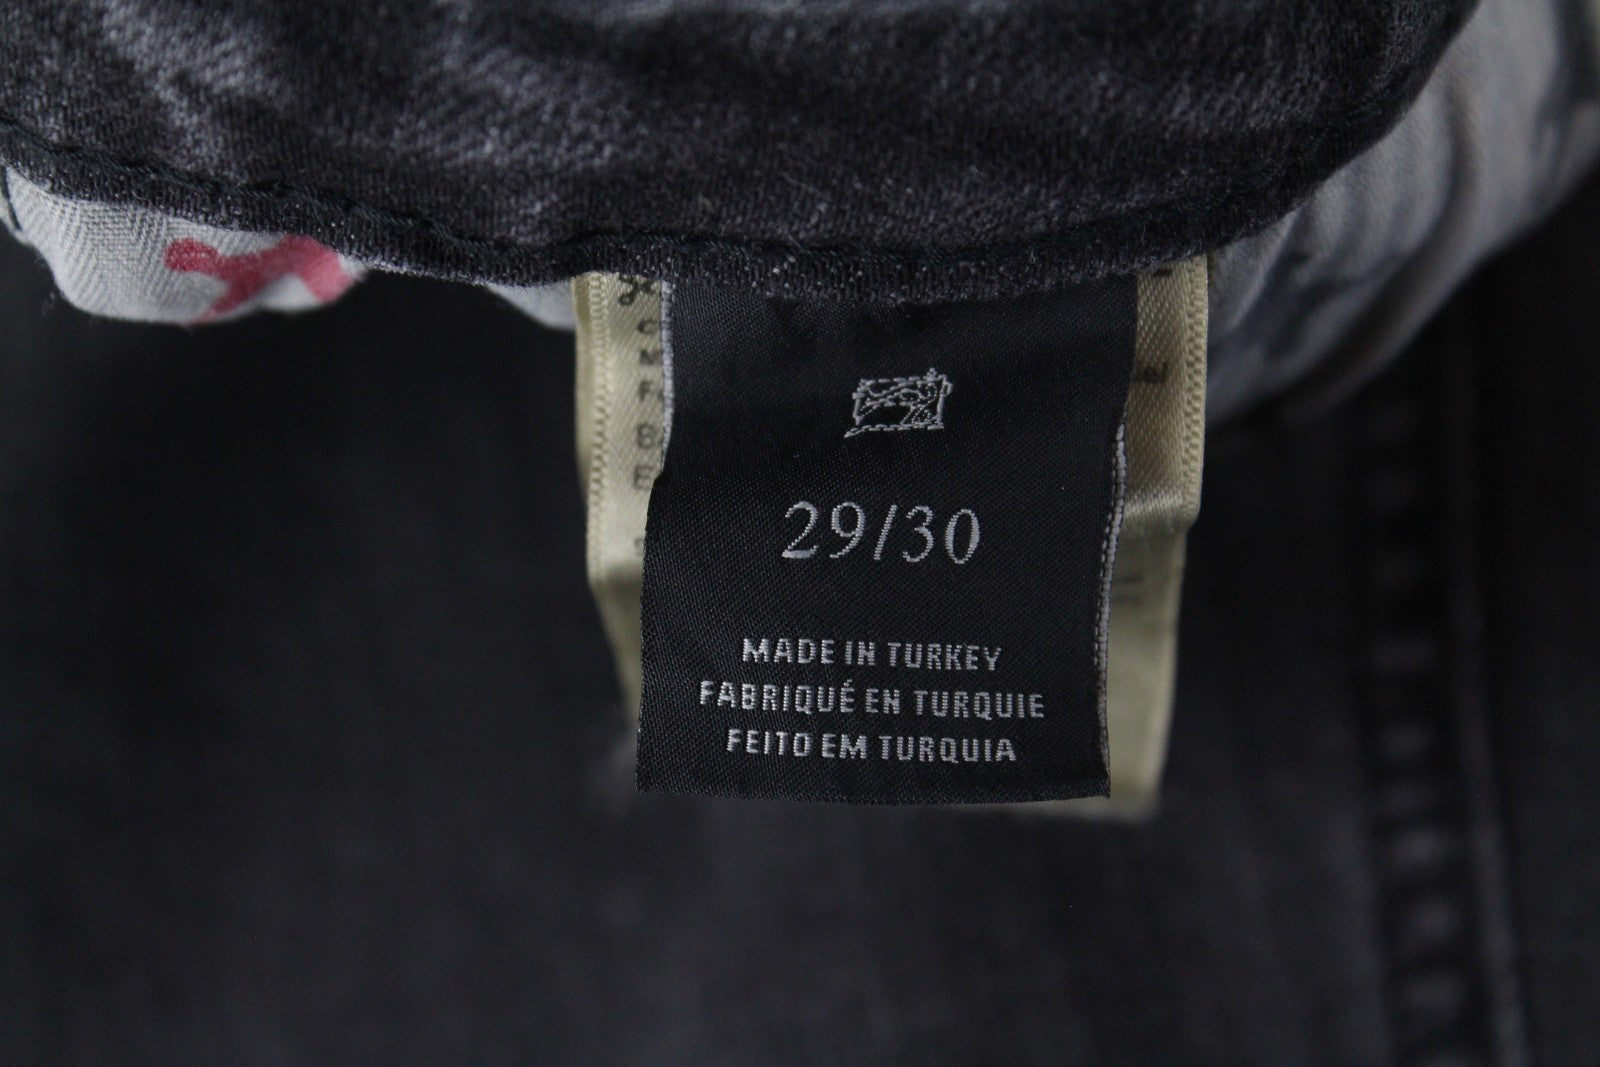 29/30
MADE IN TURKEY
FABRIQUÉ EN TURQUIE
FEITO EM TURQUIA